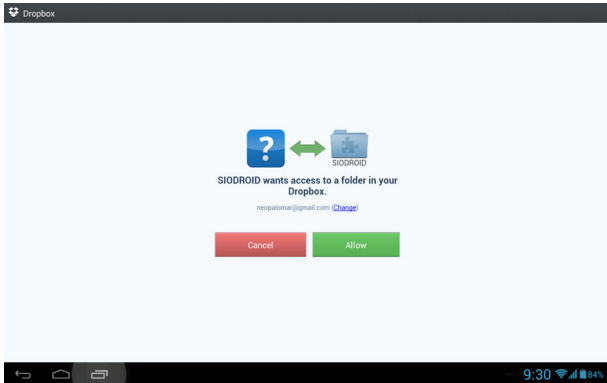 Dropbox
?
SIODROID
SIODROID wants access to a folder in your
Dropbox.
neopalomar@gmail.com (Change)
Cancel
Allow
9:30
84%